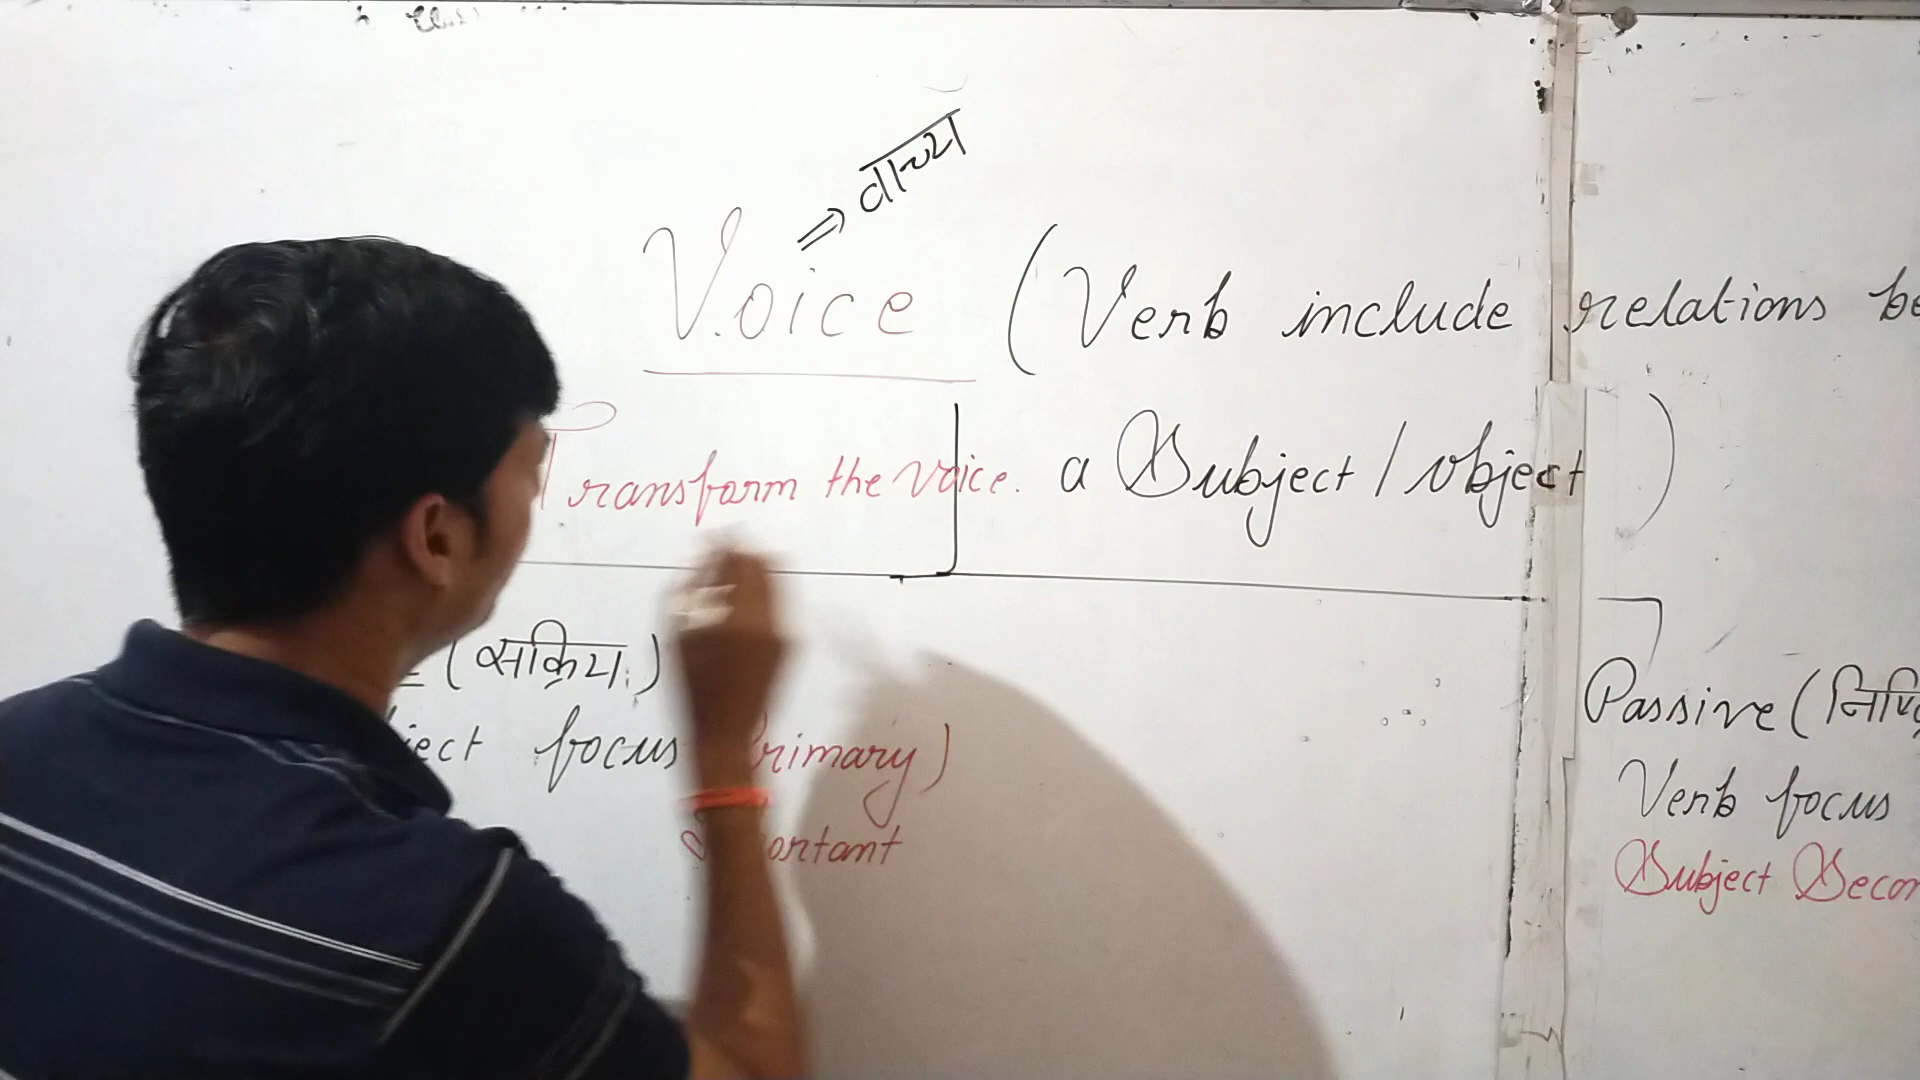 वाच्य
Voice (Verb include relations be
Transform the Voice. a Subject / object )
(सक्रिय)
ject focus Primary)
ortant
Passive (
Verb focus
Subject Secon